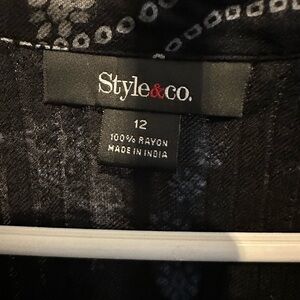 Style&co.
12
100% RAYON
MADE IN INDIA